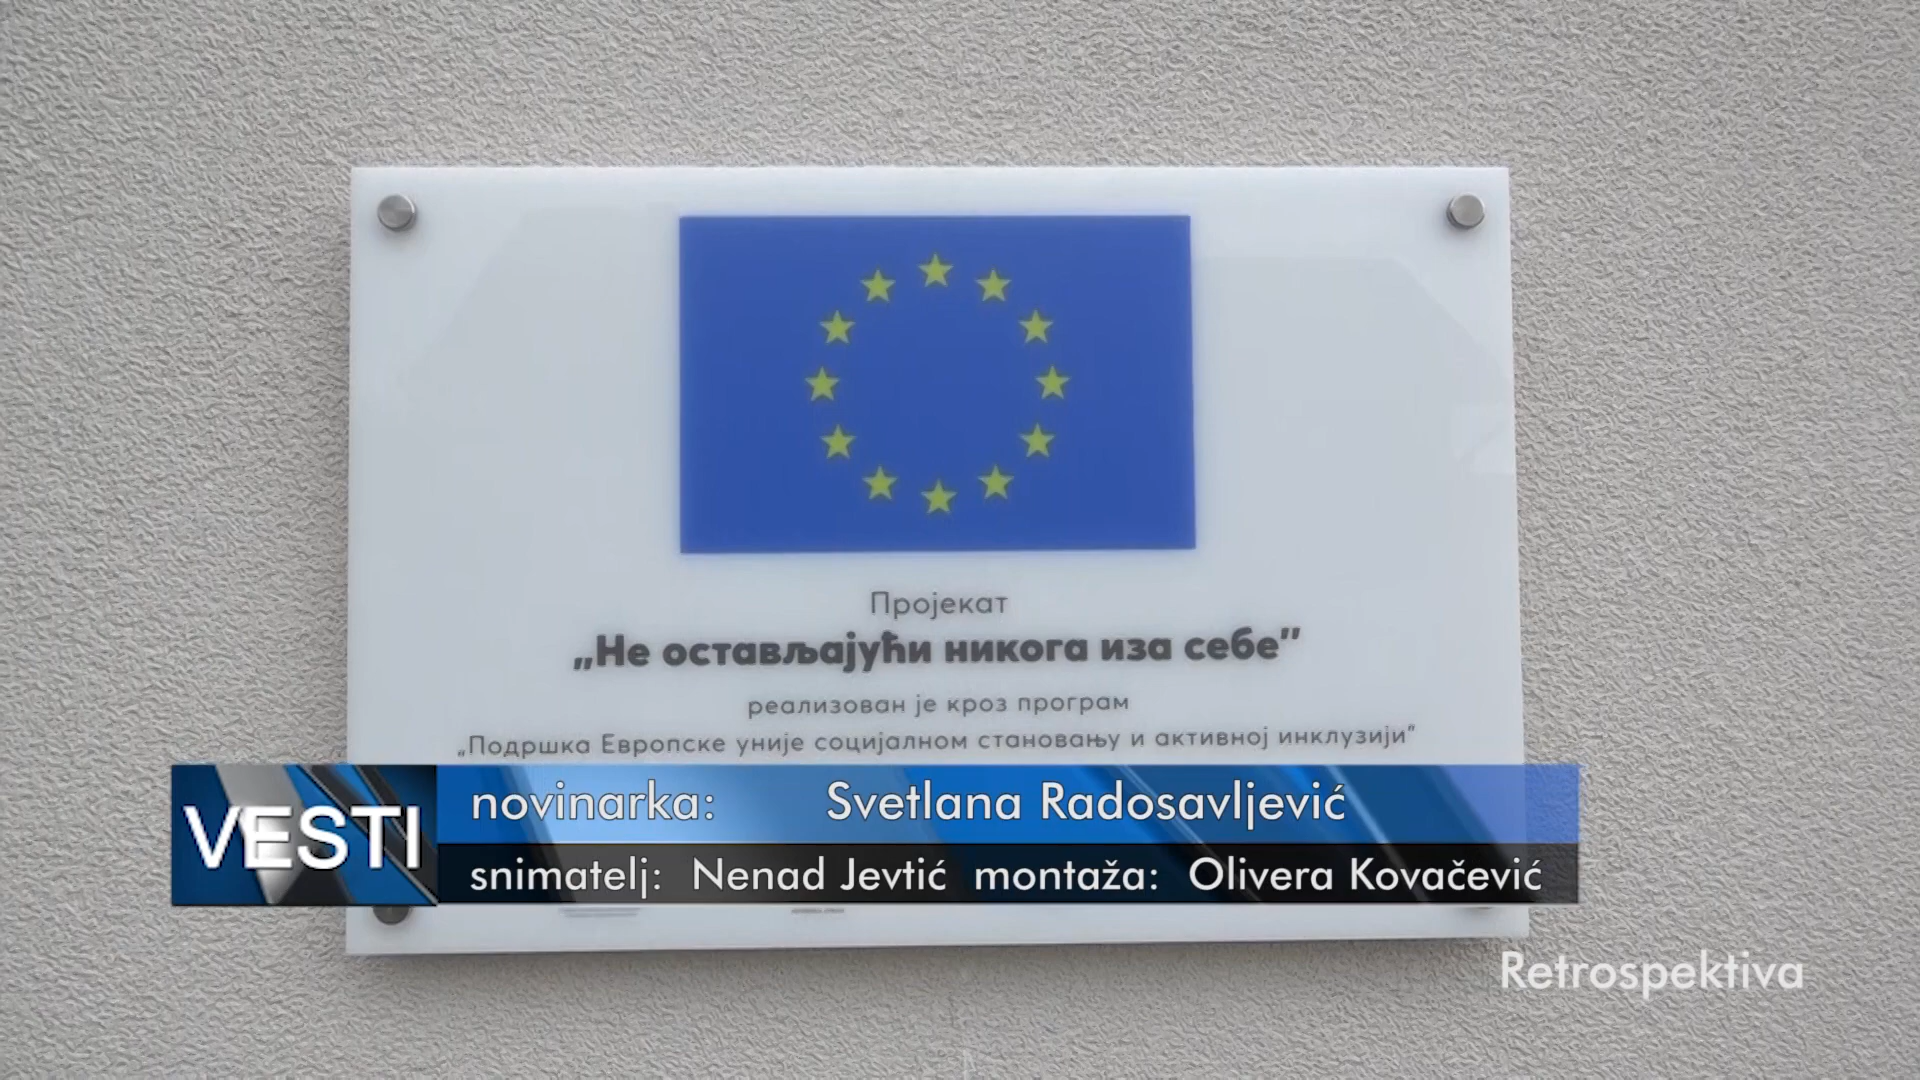 Пројекат
„Не остављајући никога иза себе”
реализован је кроз програм
„Подршка Европске уније социјалном становању и активној инклузији”
VESTI
novinarka: Svetlana Radosavljević
snimatelj: Nenad Jevtić montaža: Olivera Kovačević
Retrospektiva